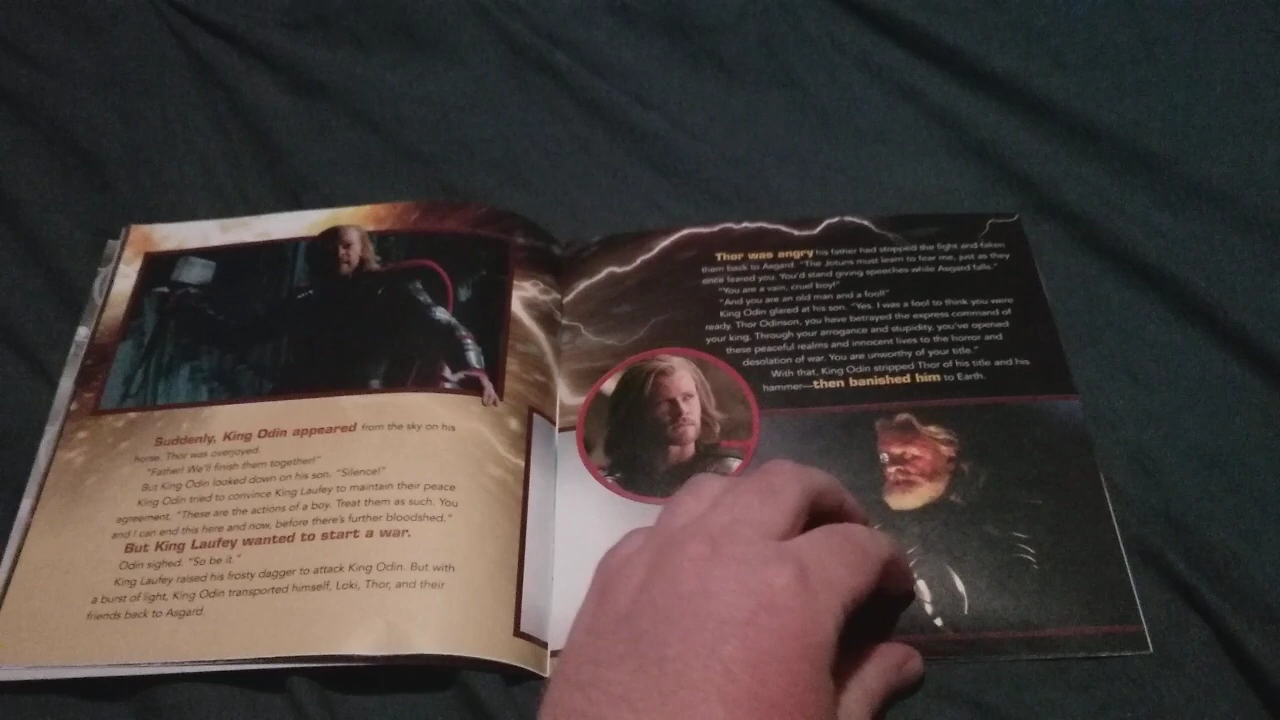 Suddenly, King Odin appeared from the sky on his
horse. Thor was overjoyed.
"Father! We'll finish them together!"
But King Odin looked down on his son. "Silence!"
King Odin tried to convince King Laufey to maintain their peace
agreement. "These are the actions of a boy. Treat them as such. You
and I can end this here and now, before there's further bloodshed."
But King Laufey wanted to start a war.
Odin sighed. "So be it."
King Laufey raised his frosty dagger to attack King Odin. But with
a burst of light, King Odin transported himself, Loki, Thor, and their
friends back to Asgard.
Thor was angry his father had stopped the fight and taken
them back to Asgard. "The Jotuns must learn to fear me, just as they
once feared you. You'd stand giving speeches while Asgard falls."
"You are a vain, cruel boy!"
"And you are an old man and a fool!"
King Odin glared at his son. "Yes. I was a fool to think you were
ready. Thor Odinson, you have betrayed the express command of
your king. Through your arrogance and stupidity, you've opened
these peaceful realms and innocent lives to the horror and
desolation of war. You are unworthy of your title."
With that, King Odin stripped Thor of his title and his
hammer—then banished him to Earth.